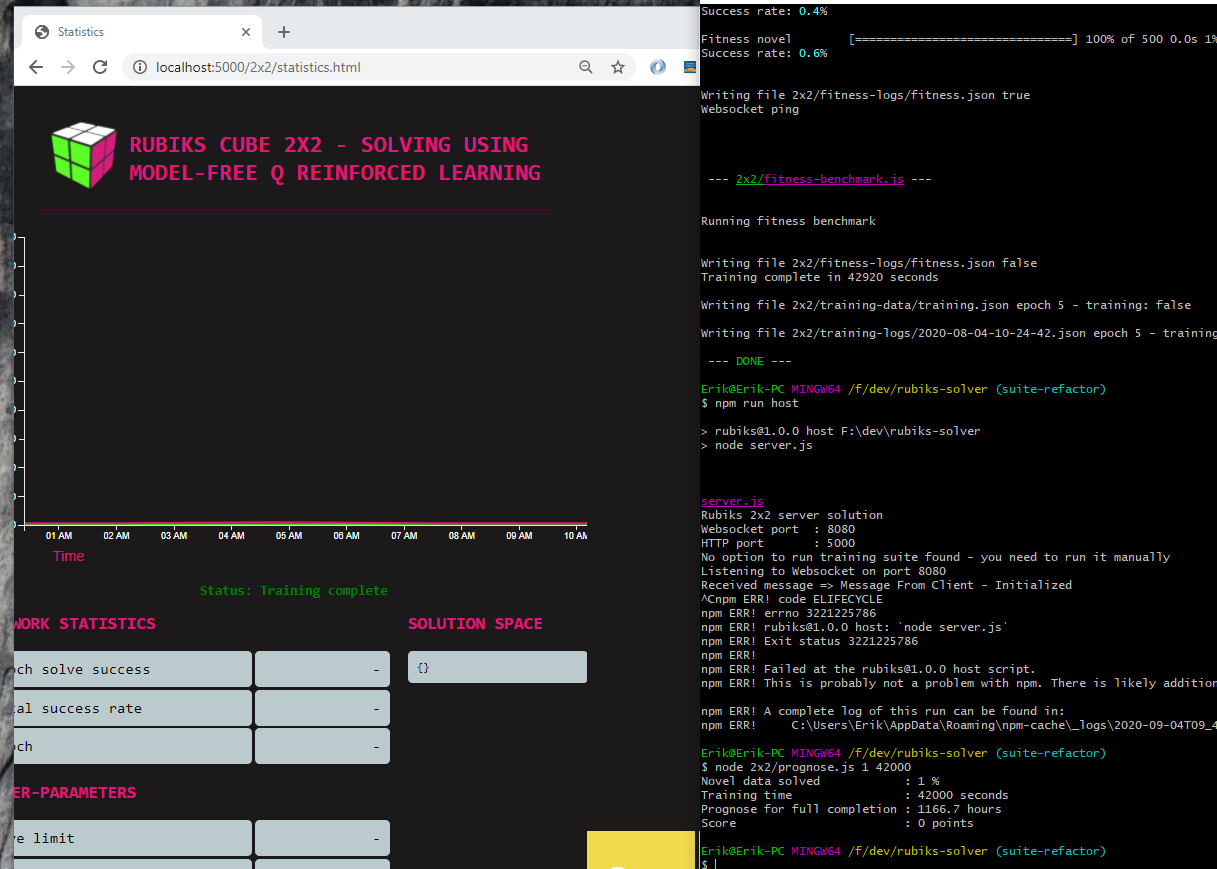 Statistics
localhost:5000/2x2/statistics.html
RUBIKS CUBE 2X2 - SOLVING USING
MODEL-FREE Q REINFORCED LEARNING
01 AM 02 AM 03 AM 04 AM 05 AM 06 AM 07 AM 08 AM 09 AM 10 AM
Time
Status: Training complete
WORK STATISTICS
SOLUTION SPACE
och solve success -
{}
tal success rate -
och -
ER-PARAMETERS
ve limit -
-
Success rate: 0.4%
Fitness novel [===============================] 100% of 500 0.0s 1%
Success rate: 0.6%
Writing file 2x2/fitness-logs/fitness.json true
Websocket ping
--- 2x2/fitness-benchmark.js ---
Running fitness benchmark
Writing file 2x2/fitness-logs/fitness.json false
Training complete in 42920 seconds
Writing file 2x2/training-data/training.json epoch 5 - training: false
Writing file 2x2/training-logs/2020-08-04-10-24-42.json epoch 5 - training
--- DONE ---
Erik@Erik-PC MINGW64 /f/dev/rubiks-solver (suite-refactor)
$ npm run host
> rubiks@1.0.0 host F:\dev\rubiks-solver
> node server.js
server.js
Rubiks 2x2 server solution
Websocket port : 8080
HTTP port : 5000
No option to run training suite found - you need to run it manually
Listening to Websocket on port 8080
Received message => Message From Client - Initialized
^Cnpm ERR! code ELIFECYCLE
npm ERR! errno 3221225786
npm ERR! rubiks@1.0.0 host: `node server.js`
npm ERR! Exit status 3221225786
npm ERR!
npm ERR! Failed at the rubiks@1.0.0 host script.
npm ERR! This is probably not a problem with npm. There is likely addition
npm ERR! A complete log of this run can be found in:
npm ERR! C:\Users\Erik\AppData\Roaming\npm-cache\_logs\2020-09-04T09_4
Erik@Erik-PC MINGW64 /f/dev/rubiks-solver (suite-refactor)
$ node 2x2/prognose.js 1 42000
Novel data solved : 1 %
Training time : 42000 seconds
Prognose for full completion : 1166.7 hours
Score : 0 points
Erik@Erik-PC MINGW64 /f/dev/rubiks-solver (suite-refactor)
$